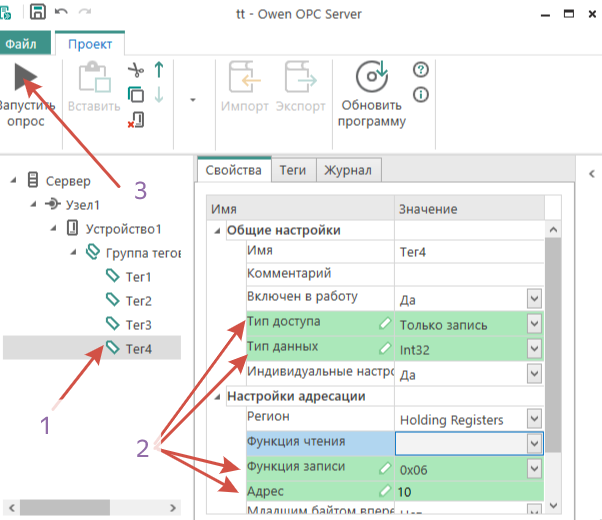 tt - Owen OPC Server
Файл
Проект
Запустить опрос
Вставить
Импорт
Экспорт
Обновить программу
3
Сервер
Узел1
Устройство1
Группа тегов
Тег1
Тег2
Тег3
Тег4
1
Свойства
Теги
Журнал
Имя Значение
Общие настройки
Имя Тег4
Комментарий
Включен в работу Да
Тип доступа Только запись
Тип данных Int32
Индивидуальные настро Да
Настройки адресации
Регион Holding Registers
Функция чтения
2
Функция записи 0x06
Адрес 10
Младшим байтом впере Нет